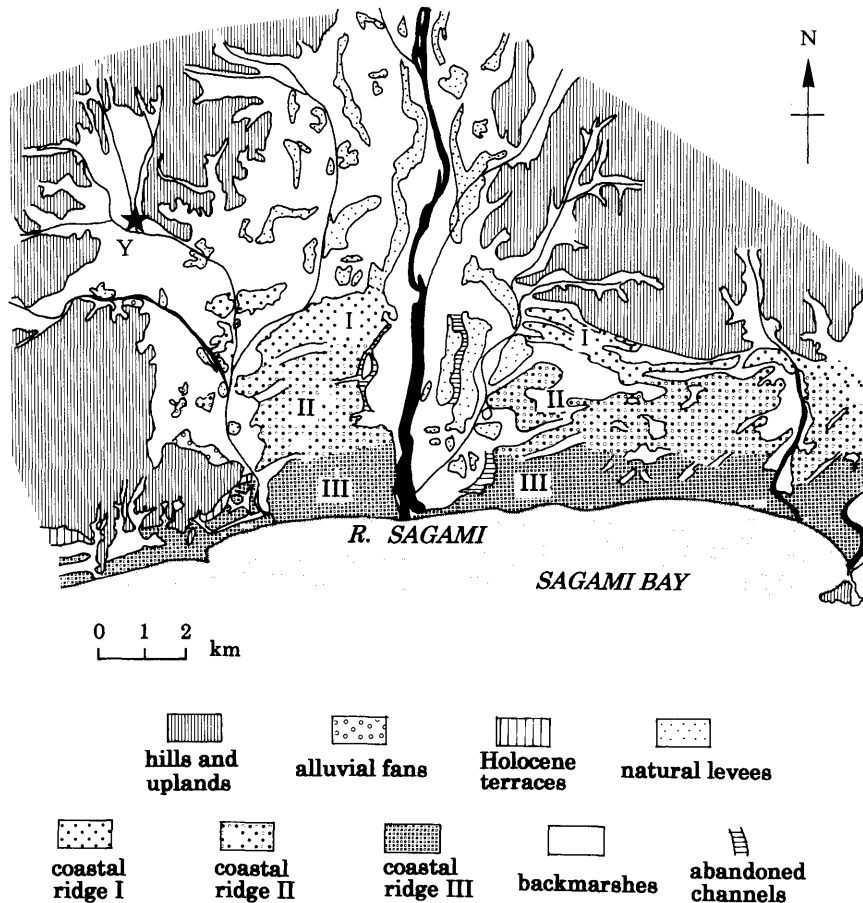 N
Y
I
I
II
II
III
III
R. SAGAMI
SAGAMI BAY
0 1 2
km
hills and
uplands
alluvial fans
Holocene
terraces
natural levees
coastal
ridge I
coastal
ridge II
coastal
ridge III
backmarshes
abandoned
channels